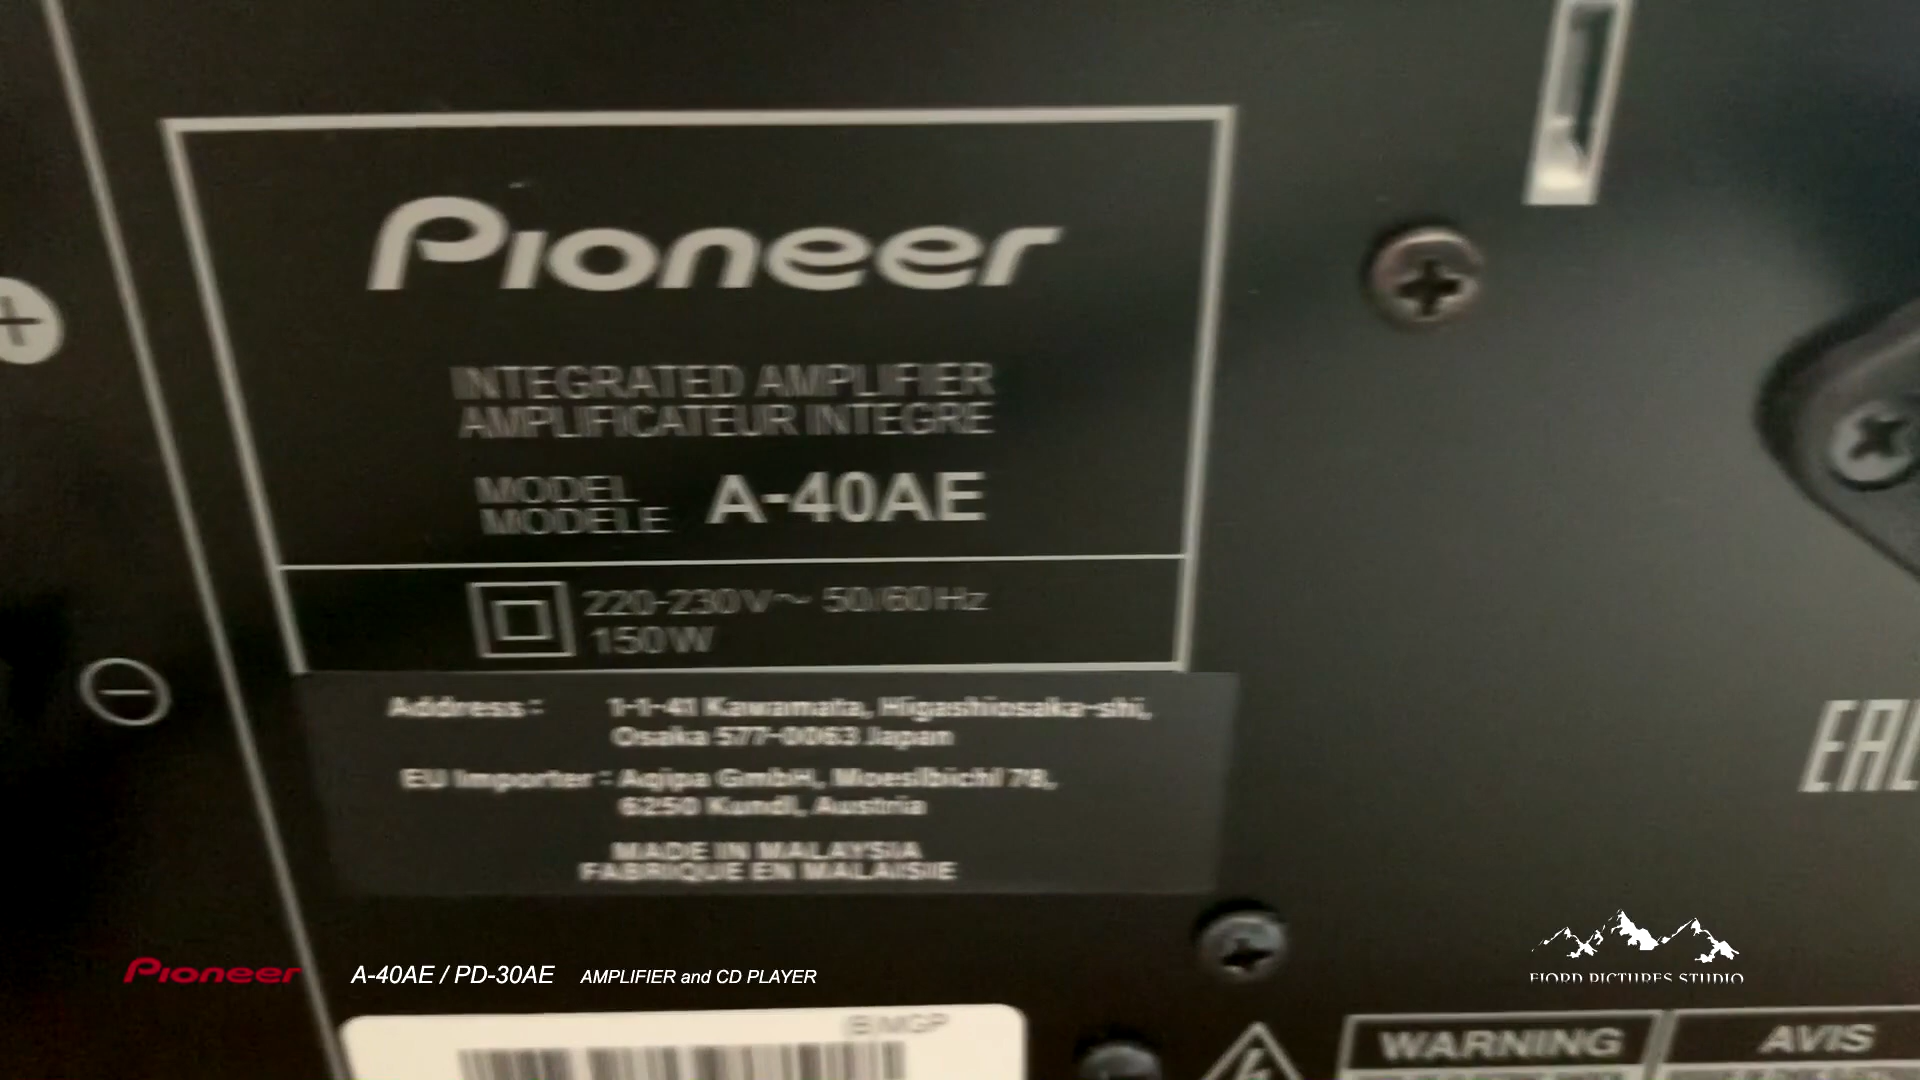 Pioneer
INTEGRATED AMPLIFIER
AMPLIFICATEUR INTEGRE
MODEL
MODELE
A-40AE
220-230V～ 50/60Hz
150W
Address : 1-1-41 Kawamata, Higashiosaka-shi,
Osaka 577-0063 Japan
EU Importer : Aqipa GmbH, Moeslbichl 78,
6250 Kundl, Austria
MADE IN MALAYSIA
FABRIQUE EN MALAISIE
EAC
Pioneer A-40AE / PD-30AE AMPLIFIER and CD PLAYER
FJORD PICTURES STUDIO
WARNING
AVIS